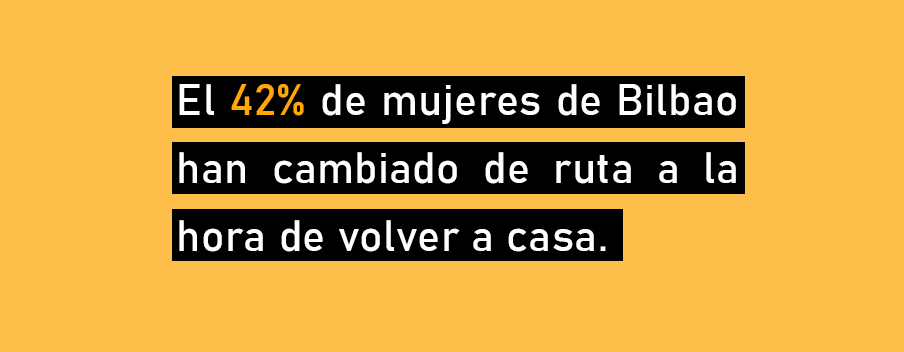 El 42% de mujeres de Bilbao
han cambiado de ruta a la
hora de volver a casa.